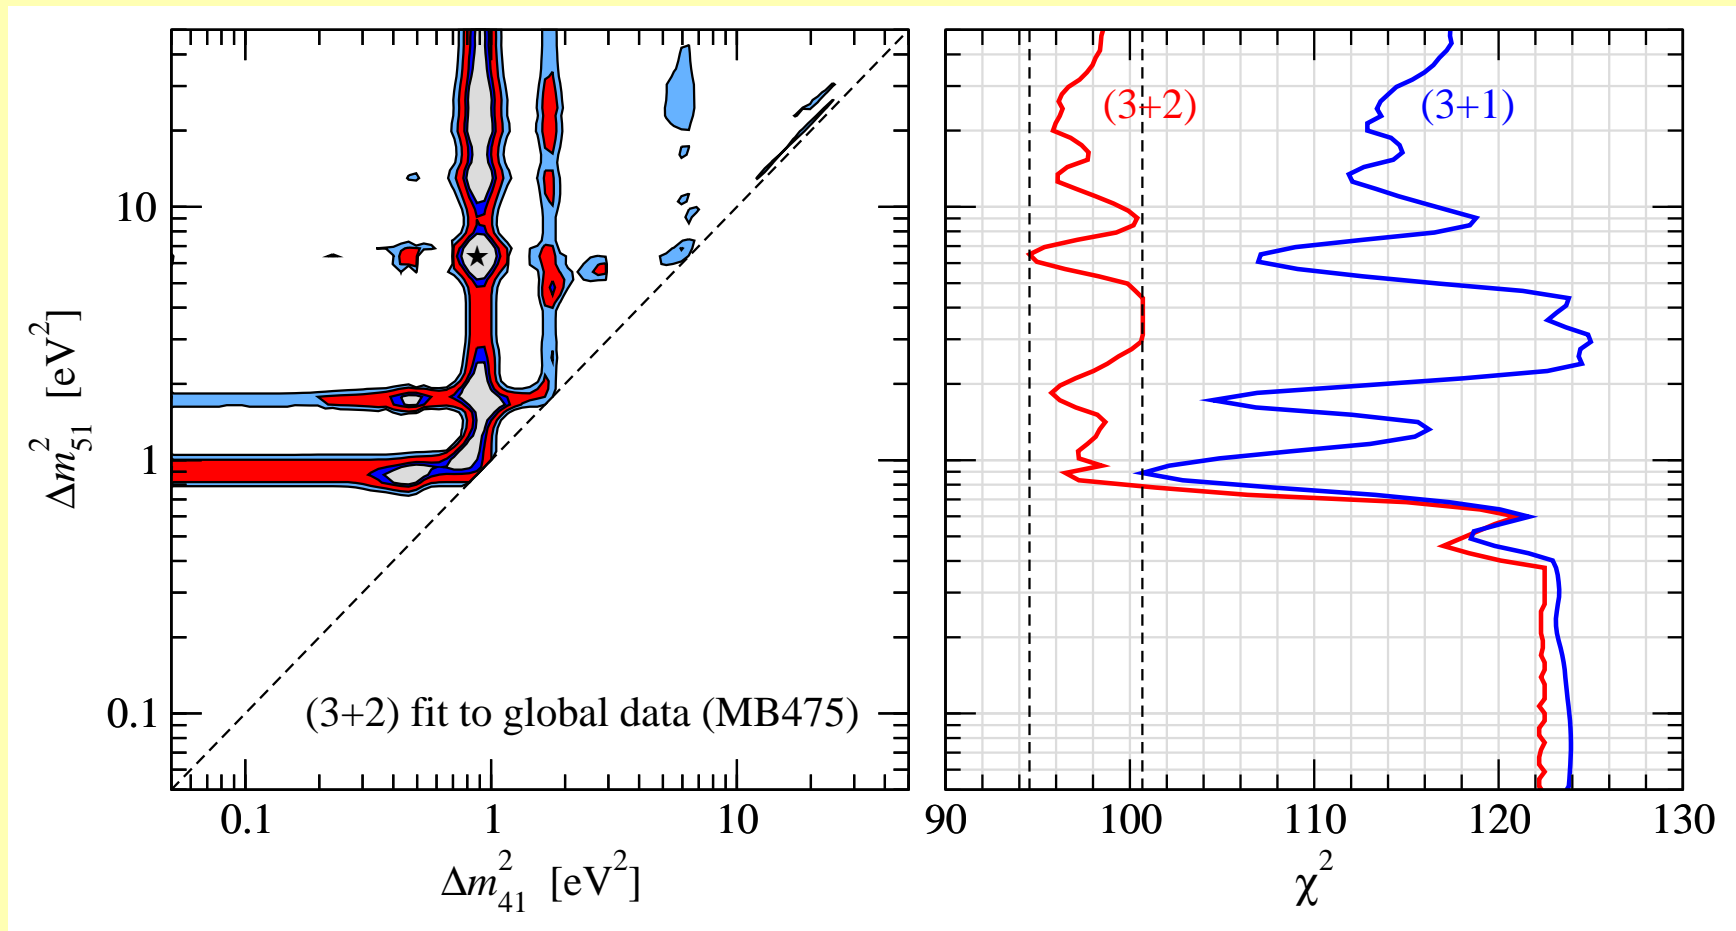 10
1
0.1
Δm²₅₁ [eV²]
(3+2) fit to global data (MB475)
0.1 1 10
Δm²₄₁ [eV²]
(3+2)
(3+1)
90 100 110 120 130
χ²